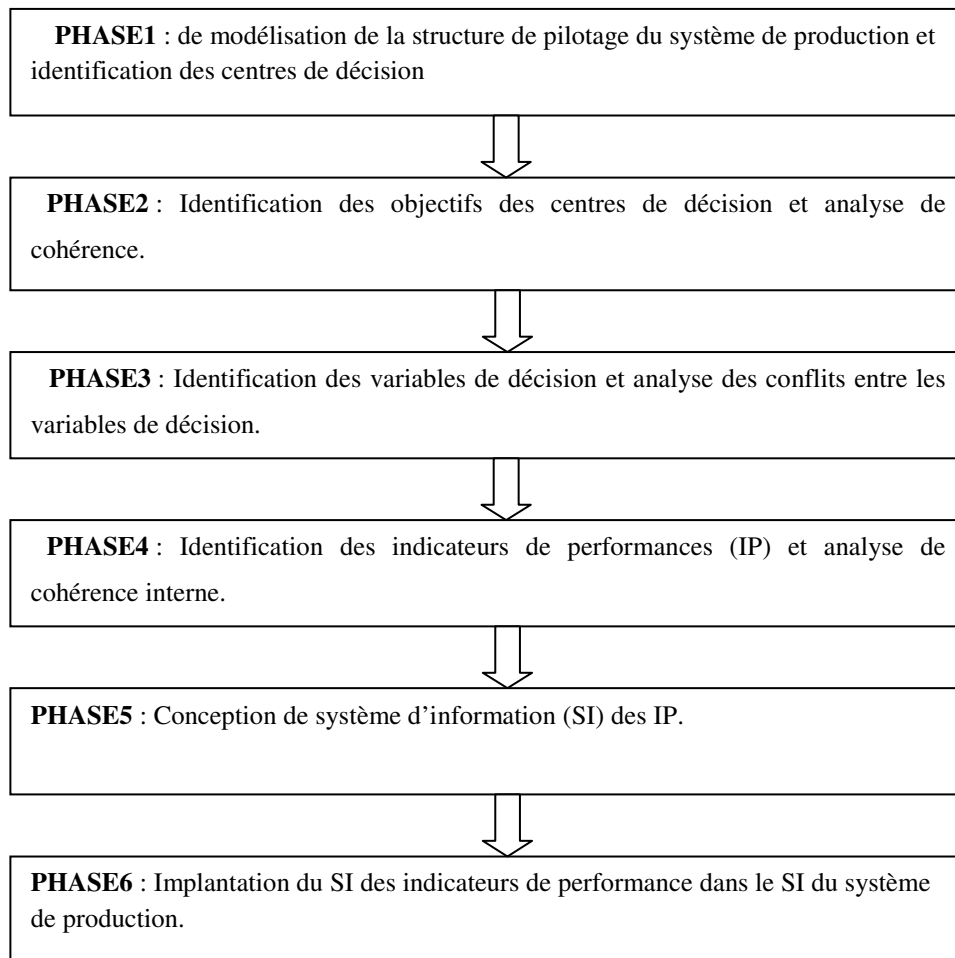 PHASE1 : de modélisation de la structure de pilotage du système de production et
identification des centres de décision
PHASE2 : Identification des objectifs des centres de décision et analyse de
cohérence.
PHASE3 : Identification des variables de décision et analyse des conflits entre les
variables de décision.
PHASE4 : Identification des indicateurs de performances (IP) et analyse de
cohérence interne.
PHASE5 : Conception de système d’information (SI) des IP.
PHASE6 : Implantation du SI des indicateurs de performance dans le SI du système
de production.